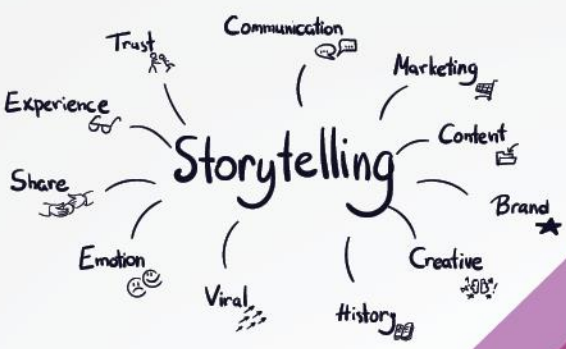 Communication
Trust
Marketing
Experience
Content
Storytelling
Share
Brand
Emotion
Creative
Viral
History